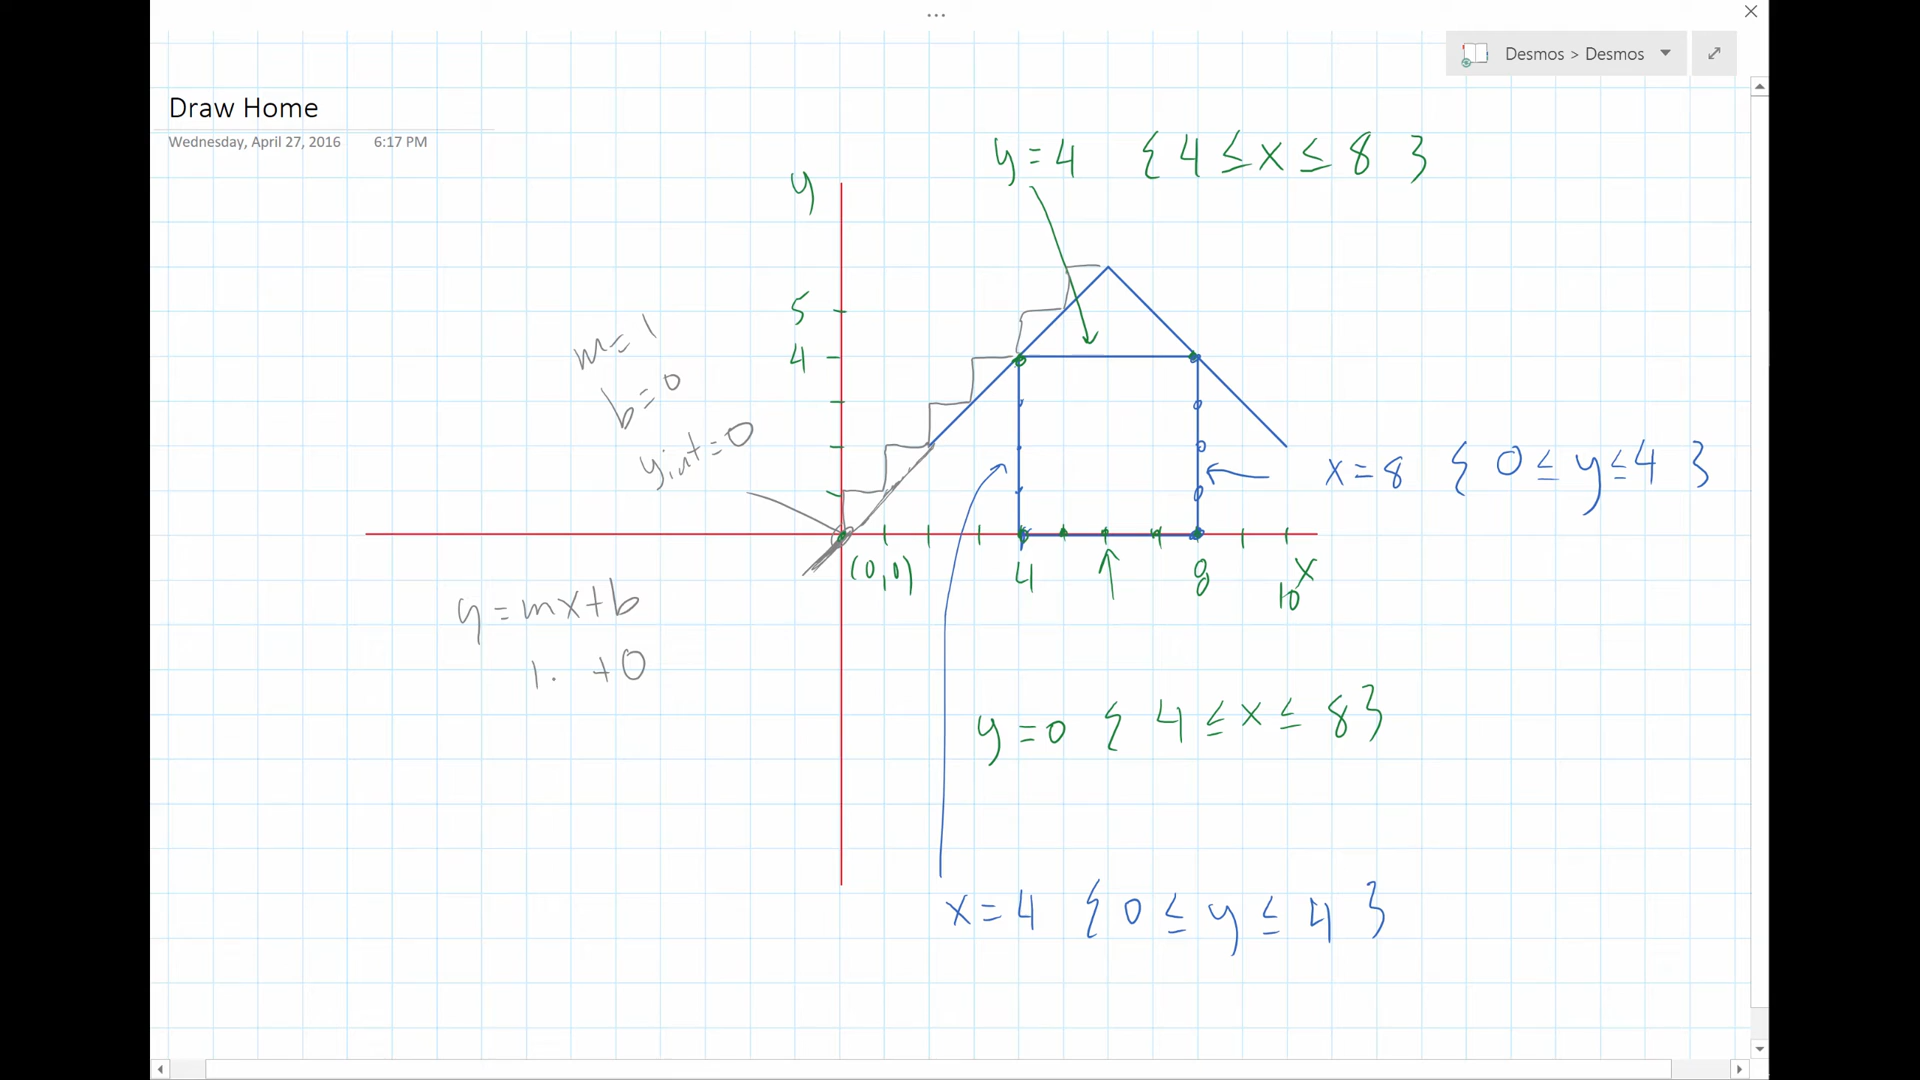 ...
Desmos > Desmos
Draw Home
Wednesday, April 27, 2016 6:17 PM
y = 4 { 4 ≤ x ≤ 8 }
y
5
4
m = 1
b = 0
yint = 0
x = 8 { 0 ≤ y ≤ 4 }
(0,0)
4
8
x
10
y = mx + b
1· + 0
y = 0 { 4 ≤ x ≤ 8 }
x = 4 { 0 ≤ y ≤ 4 }